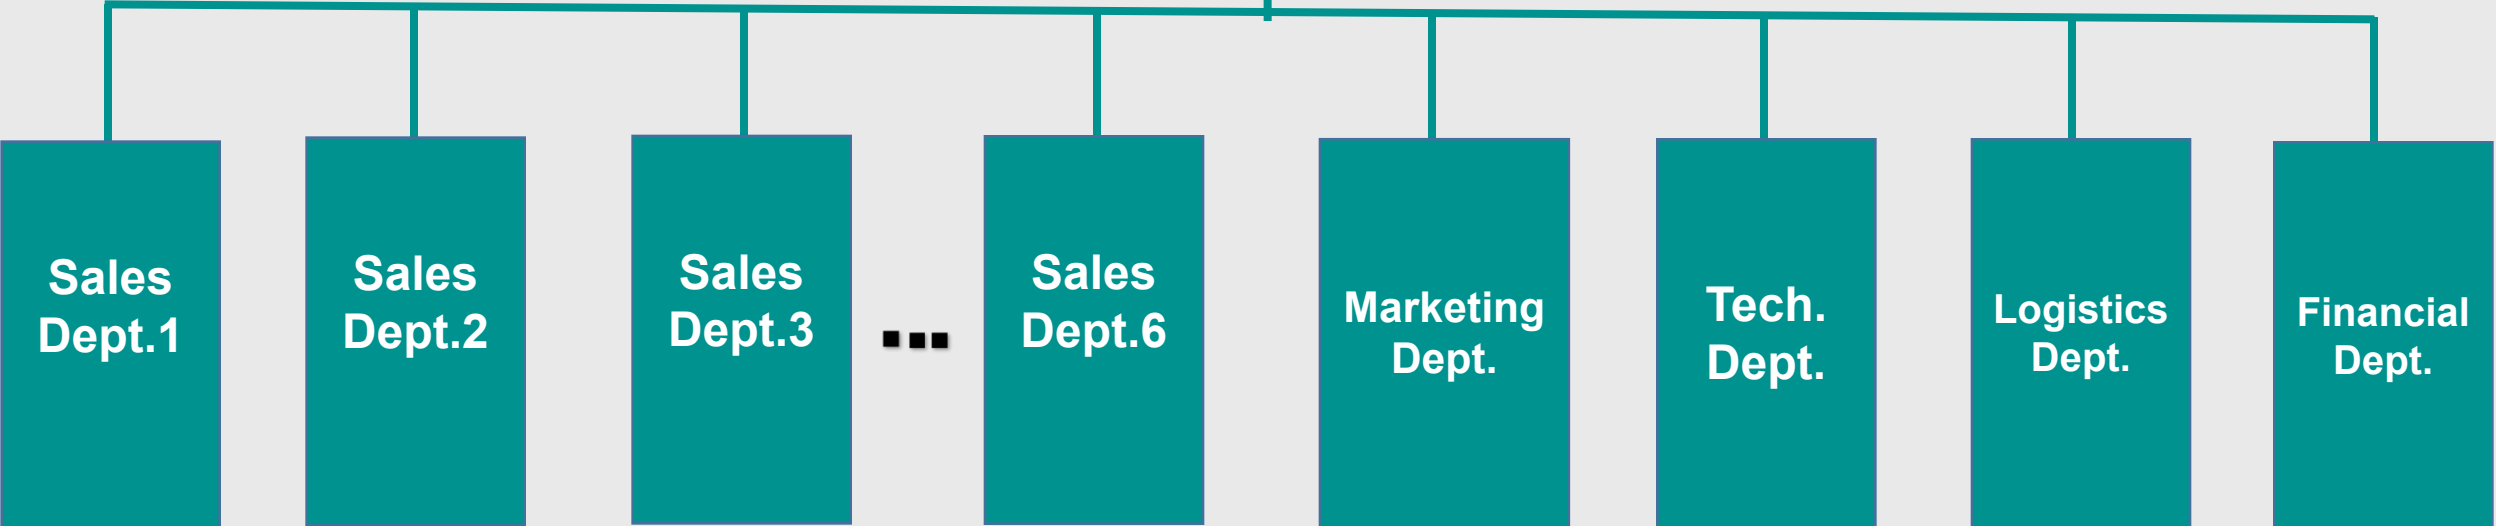 Sales
Dept.1
Sales
Dept.2
Sales
Dept.3
...
Sales
Dept.6
Marketing
Dept.
Tech.
Dept.
Logistics
Dept.
Financial
Dept.